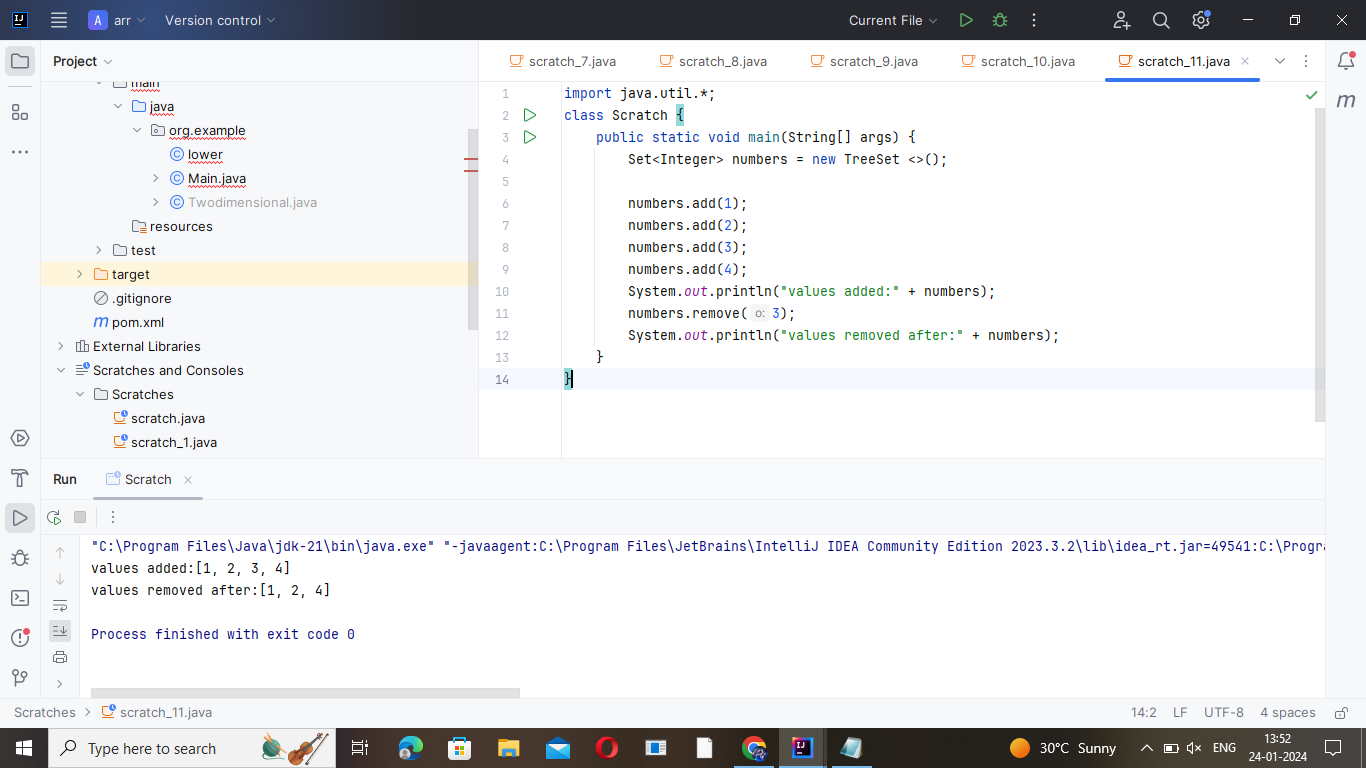 A arr Version control Current File
Project
scratch_7.java scratch_8.java scratch_9.java scratch_10.java scratch_11.java
main
java
org.example
lower
Main.java
Twodimensional.java
resources
test
target
.gitignore
m pom.xml
External Libraries
Scratches and Consoles
Scratches
scratch.java
scratch_1.java
1 import java.util.*;
2 class Scratch {
3 public static void main(String[] args) {
4 Set<Integer> numbers = new TreeSet <>();
5
6 numbers.add(1);
7 numbers.add(2);
8 numbers.add(3);
9 numbers.add(4);
10 System.out.println("values added:" + numbers);
11 numbers.remove( o: 3);
12 System.out.println("values removed after:" + numbers);
13 }
14 }
m
Run Scratch
"C:\Program Files\Java\jdk-21\bin\java.exe" "-javaagent:C:\Program Files\JetBrains\IntelliJ IDEA Community Edition 2023.3.2\lib\idea_rt.jar=49541:C:\Progra
values added:[1, 2, 3, 4]
values removed after:[1, 2, 4]
Process finished with exit code 0
Scratches > scratch_11.java 14:2 LF UTF-8 4 spaces
Type here to search 30°C Sunny ENG 13:52
24-01-2024